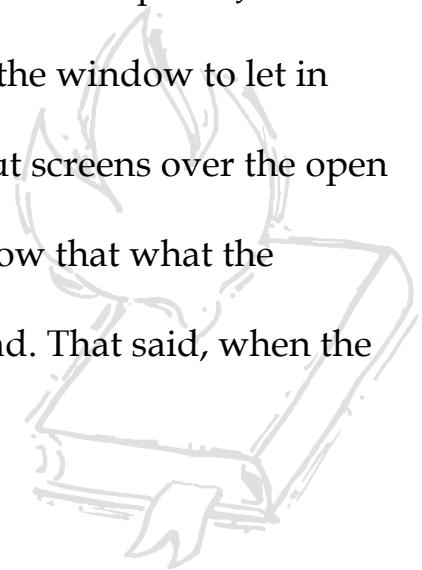 the window to let in
screens over the open
that what the
That said, when the